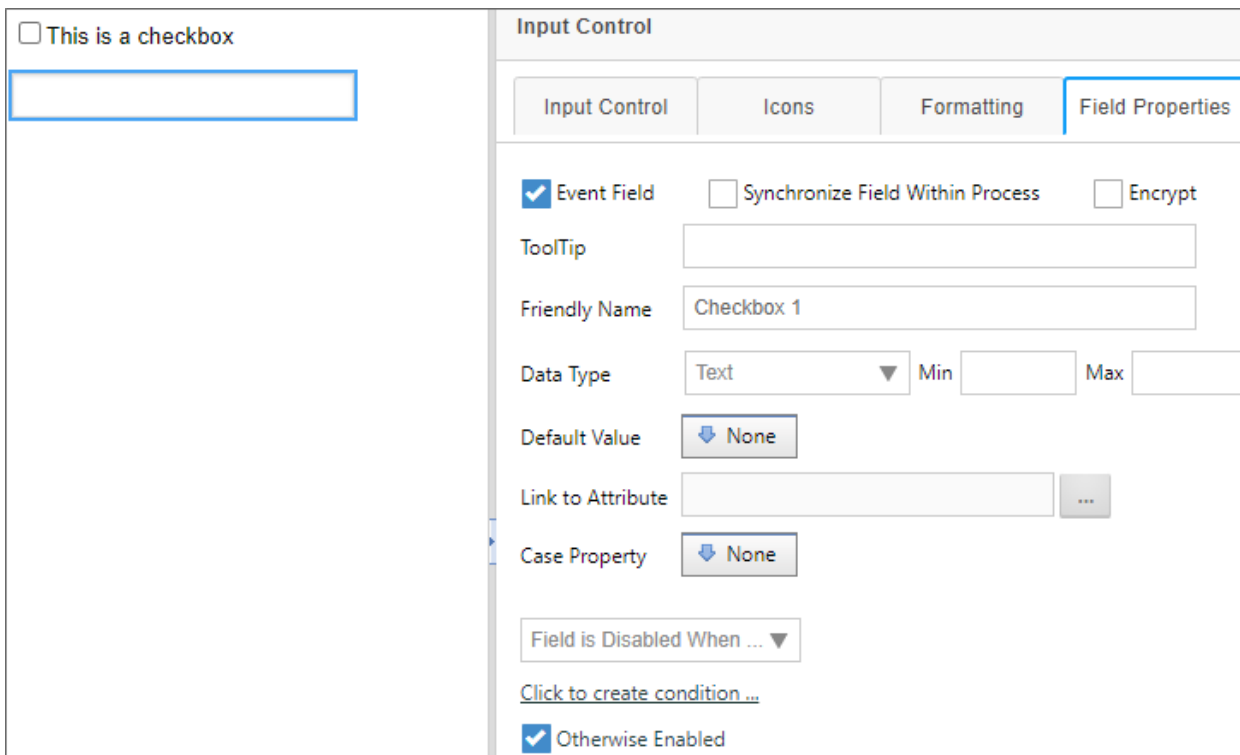 This is a checkbox
Input Control
Input Control Icons Formatting Field Properties
Event Field Synchronize Field Within Process Encrypt
ToolTip
Friendly Name Checkbox 1
Data Type Text Min Max
Default Value None
Link to Attribute ...
Case Property None
Field is Disabled When ...
Click to create condition ...
Otherwise Enabled